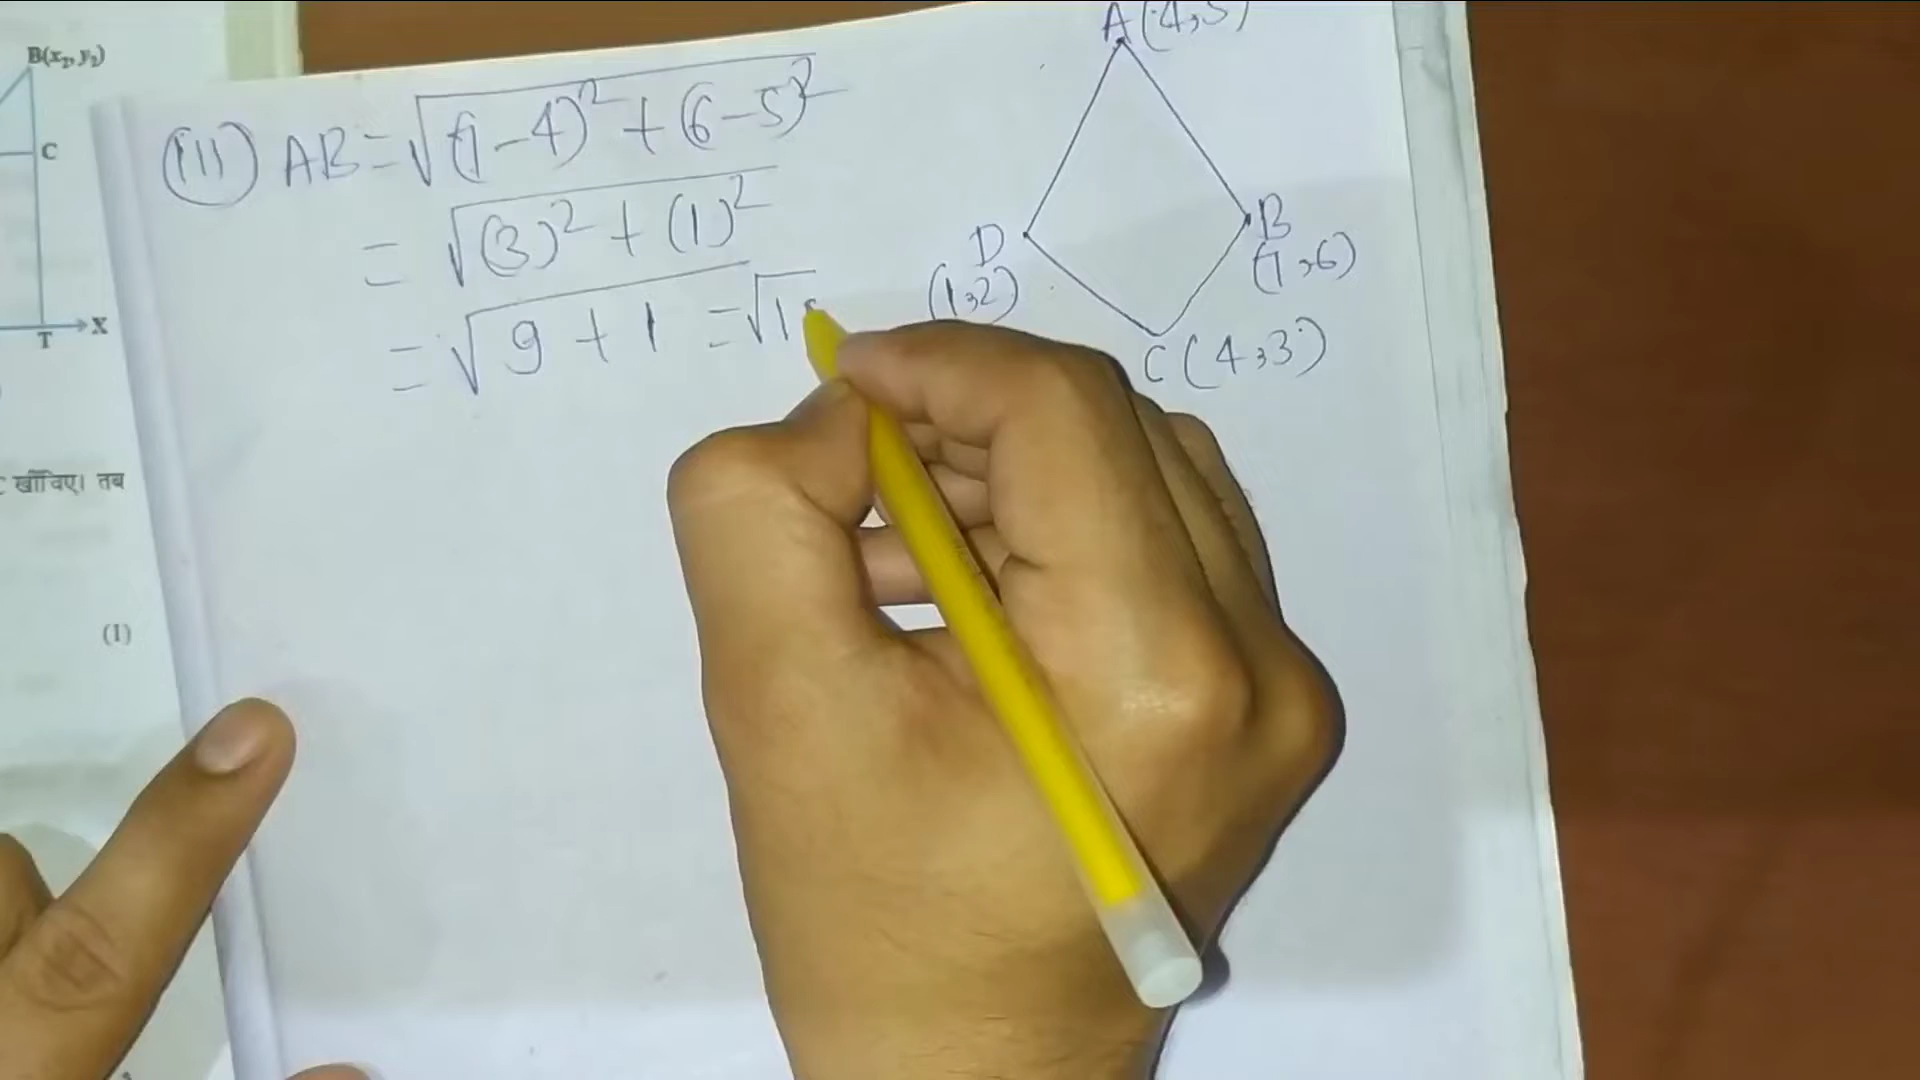 B(x₂, y₂)
C
X
T
C खींचिए। तब
(1)
(iii) AB = √(7-4)² + (6-5)²
= √(3)² + (1)²
= √9 + 1 = √10
A (4,5)
B
(7,6)
D
(1,2)
C (4,3)